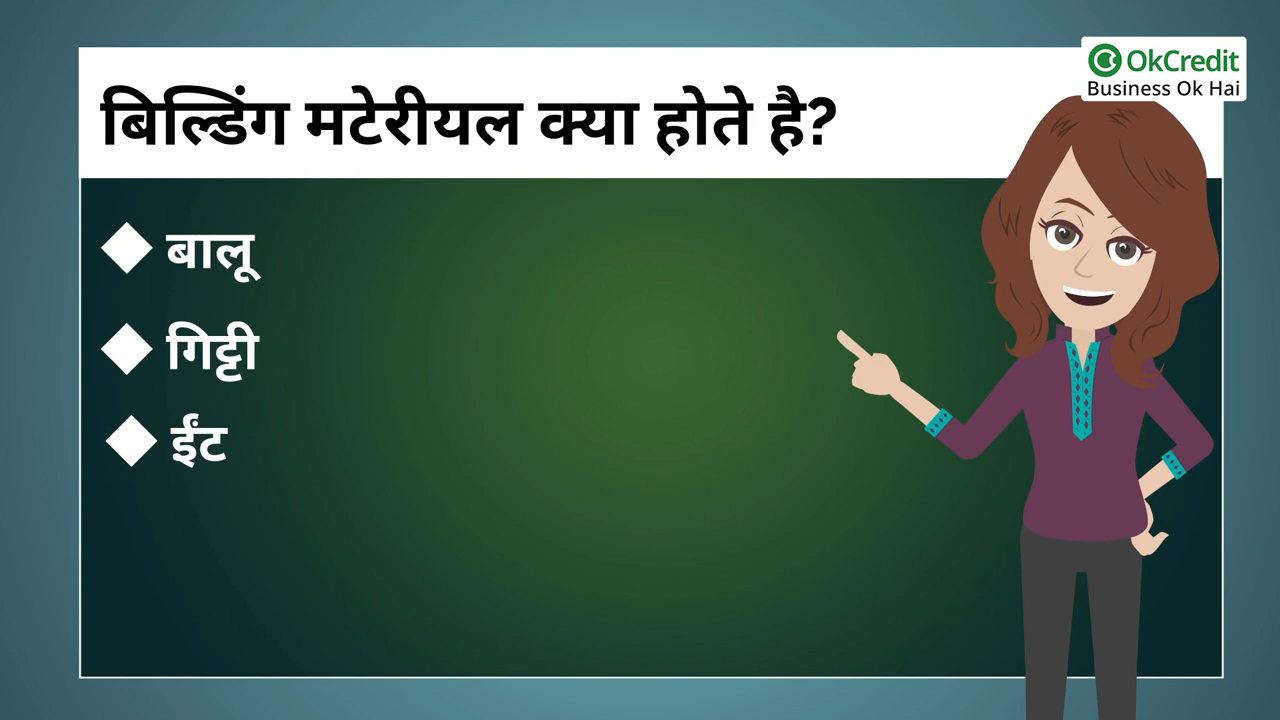 OkCredit
Business Ok Hai
बिल्डिंग मटेरीयल क्या होते है?
बालू
गिट्टी
ईंट